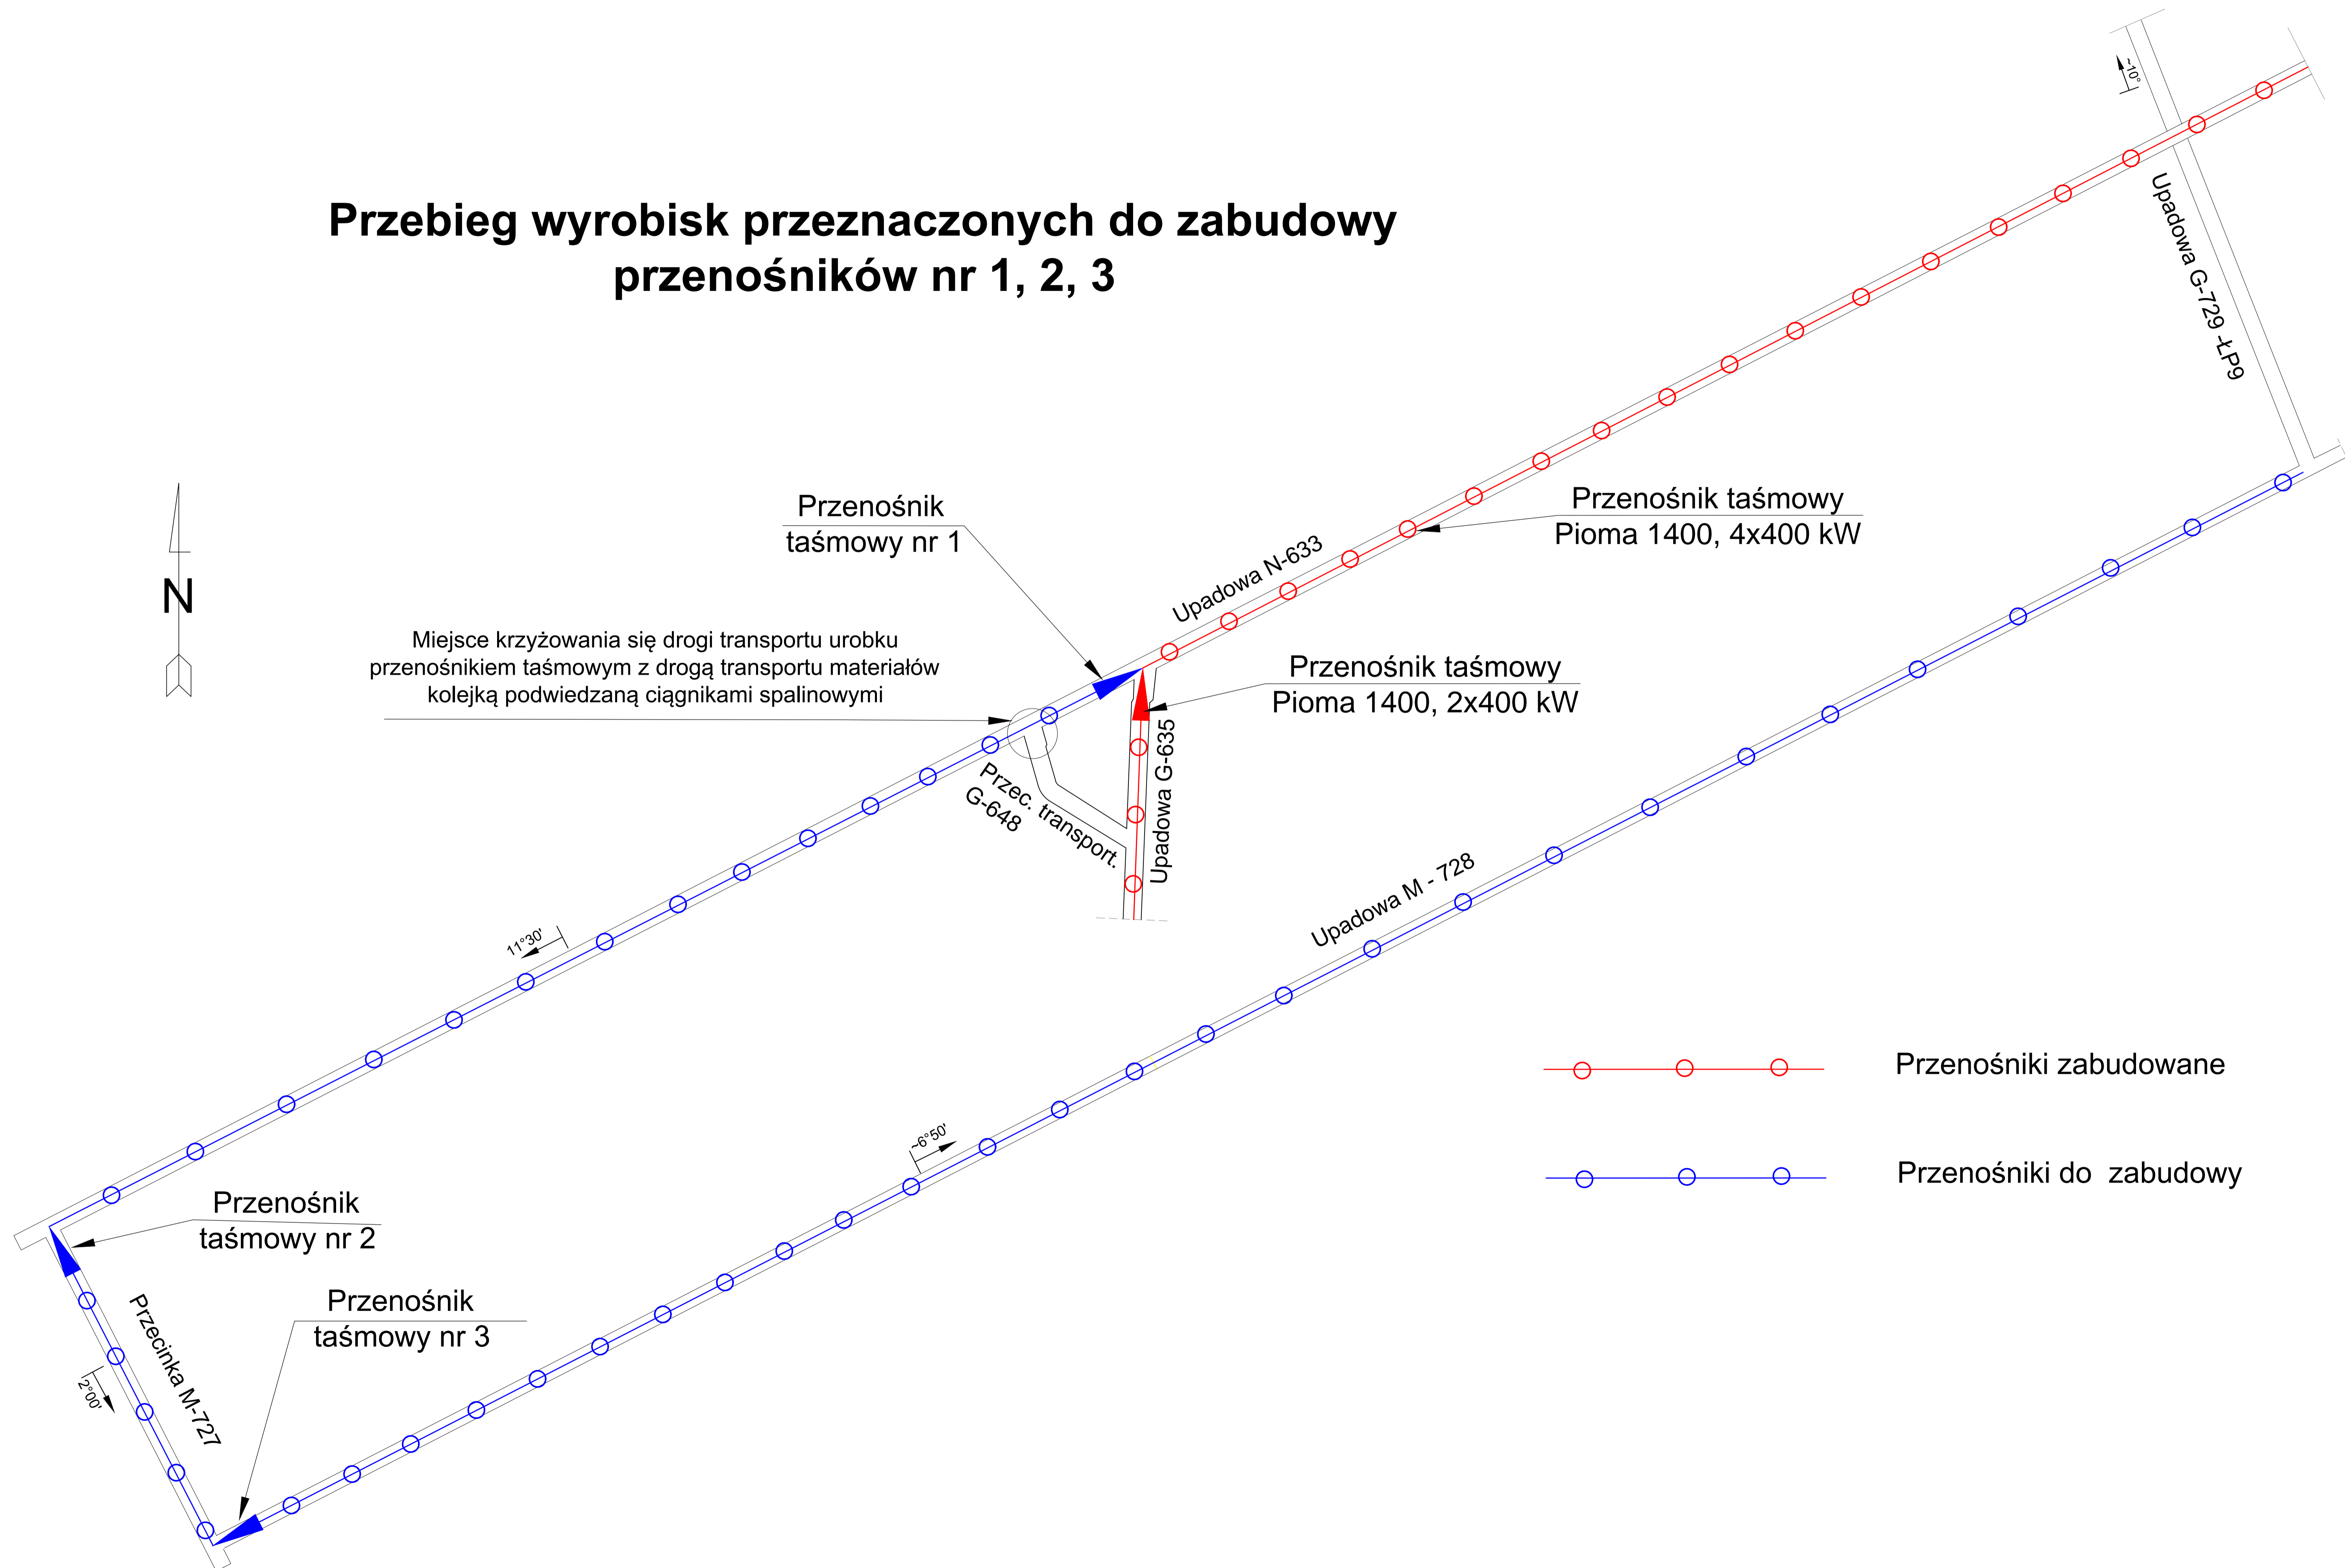 Przebieg wyrobisk przeznaczonych do zabudowy
przenośników nr 1, 2, 3
~10°
Upadowa G-729 -ŁP9
N
Przenośnik
taśmowy nr 1
Przenośnik taśmowy
Pioma 1400, 4x400 kW
Upadowa N-633
Miejsce krzyżowania się drogi transportu urobku
przenośnikiem taśmowym z drogą transportu materiałów
kolejką podwiedzaną ciągnikami spalinowymi
Przenośnik taśmowy
Pioma 1400, 2x400 kW
Upadowa G-635
Przec. transport.
G-648
11°30'
Upadowa M - 728
~6°50'
Przenośniki zabudowane
Przenośniki do zabudowy
Przenośnik
taśmowy nr 2
Przenośnik
taśmowy nr 3
Przecinka M-727
2°00'